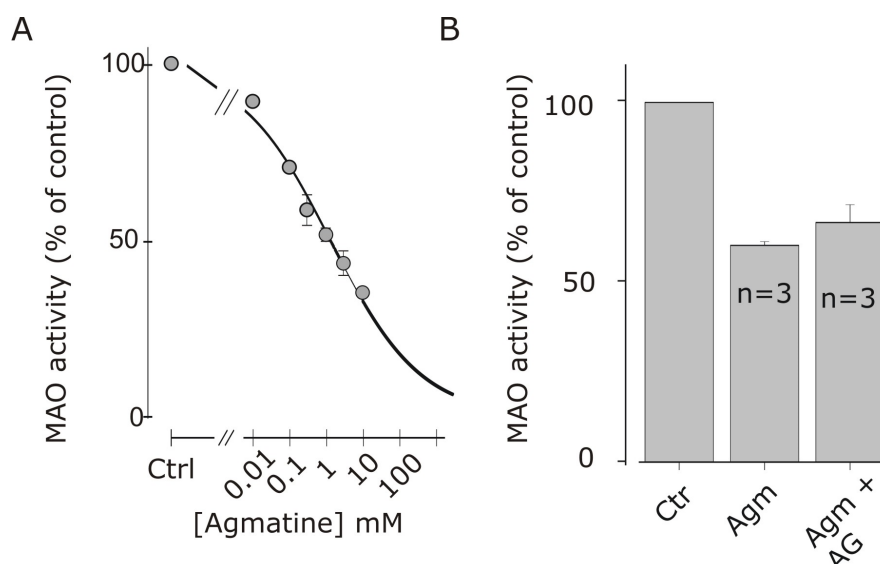 A
MAO activity (% of control)
100
50
0
Ctrl
0.01
0.1
1
10
100
[Agmatine] mM
B
MAO activity (% of control)
100
50
0
n=3
n=3
Ctr
Agm
Agm +
AG